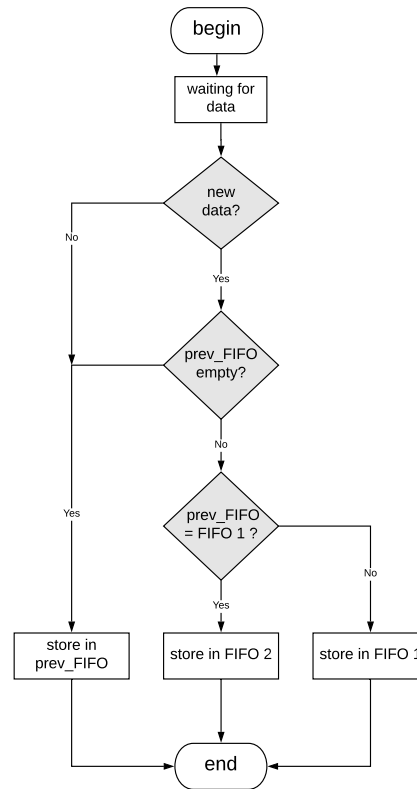 begin
waiting for
data
new
data?
No
Yes
prev_FIFO
empty?
No
prev_FIFO
= FIFO 1 ?
Yes
No
Yes
store in
prev_FIFO
store in FIFO 2
store in FIFO 1
end